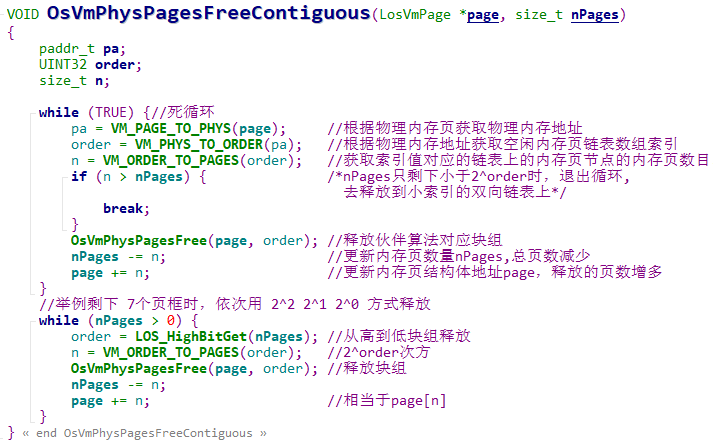 VOID OsVmPhysPagesFreeContiguous(LosVmPage *page, size_t nPages)
{
    paddr_t pa;
    UINT32 order;
    size_t n;

    while (TRUE) {//死循环
        pa = VM_PAGE_TO_PHYS(page);     //根据物理内存页获取物理内存地址
        order = VM_PHYS_TO_ORDER(pa);   //根据物理内存地址获取空闲内存页链表数组索引
        n = VM_ORDER_TO_PAGES(order);   //获取索引值对应的链表上的内存页节点的内存页数目
        if (n > nPages) {               /*nPages只剩下小于2^order时，退出循环,
                                          去释放到小索引的双向链表上*/
            break;
        }
        OsVmPhysPagesFree(page, order); //释放伙伴算法对应块组
        nPages -= n;                    //更新内存页数量nPages,总页数减少
        page += n;                      //更新内存页结构体地址page，释放的页数增多
    }
    //举例剩下 7个页框时，依次用 2^2 2^1 2^0 方式释放
    while (nPages > 0) {
        order = LOS_HighBitGet(nPages); //从高到低块组释放
        n = VM_ORDER_TO_PAGES(order);   //2^order次方
        OsVmPhysPagesFree(page, order); //释放块组
        nPages -= n;
        page += n;                      //相当于page[n]
    }
} « end OsVmPhysPagesFreeContiguous »